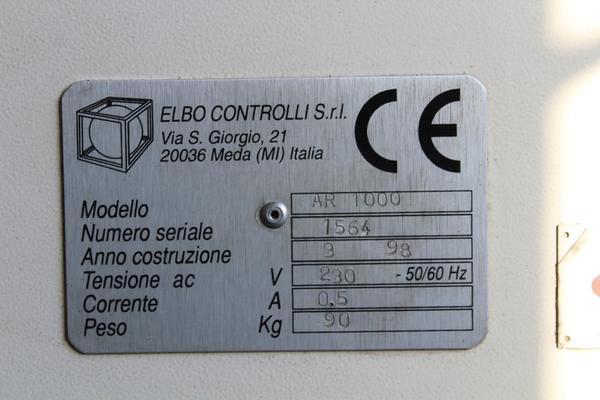 ELBO CONTROLLI S.r.l.
Via S. Giorgio, 21
20036 Meda (MI) Italia
CE
Modello AR 1000
Numero seriale 1564
Anno costruzione 3 98
Tensione ac V 230 - 50/60 Hz
Corrente A 0,5
Peso Kg 90